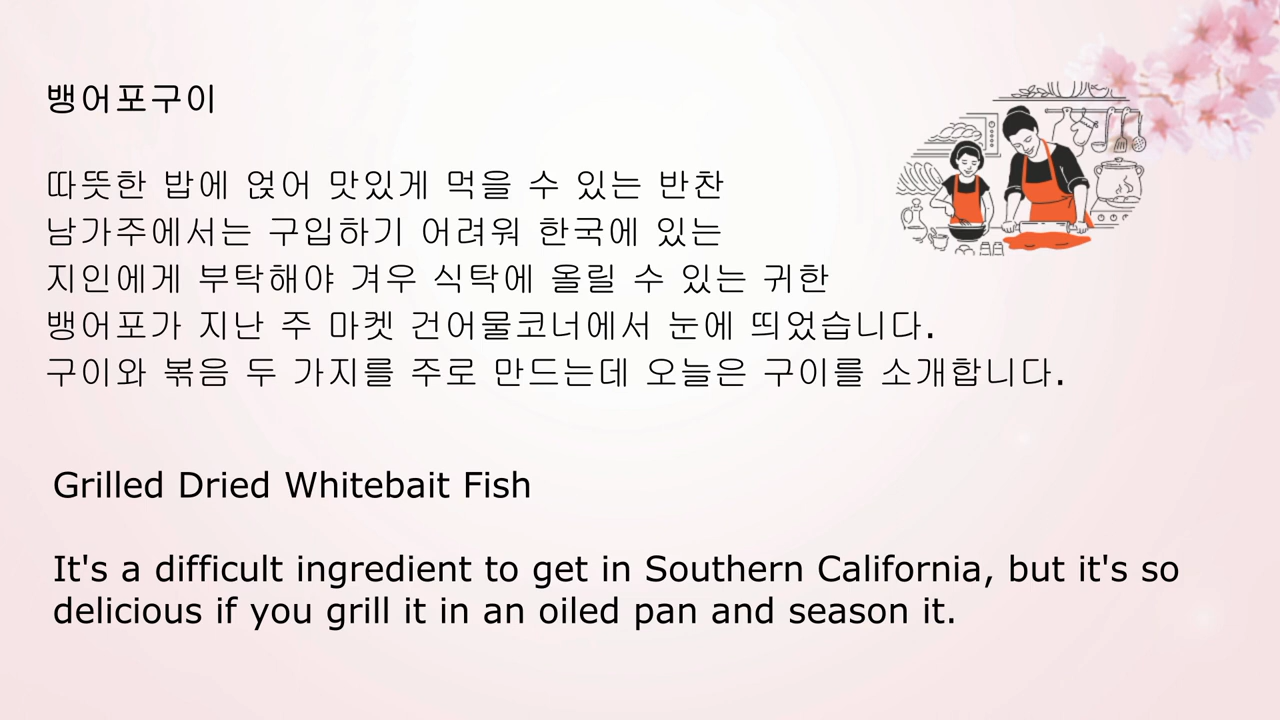 뱅어포구이
따뜻한 밥에 얹어 맛있게 먹을 수 있는 반찬
남가주에서는 구입하기 어려워 한국에 있는
지인에게 부탁해야 겨우 식탁에 올릴 수 있는 귀한
뱅어포가 지난 주 마켓 건어물코너에서 눈에 띄었습니다.
구이와 볶음 두 가지를 주로 만드는데 오늘은 구이를 소개합니다.
Grilled Dried Whitebait Fish
It's a difficult ingredient to get in Southern California, but it's so
delicious if you grill it in an oiled pan and season it.